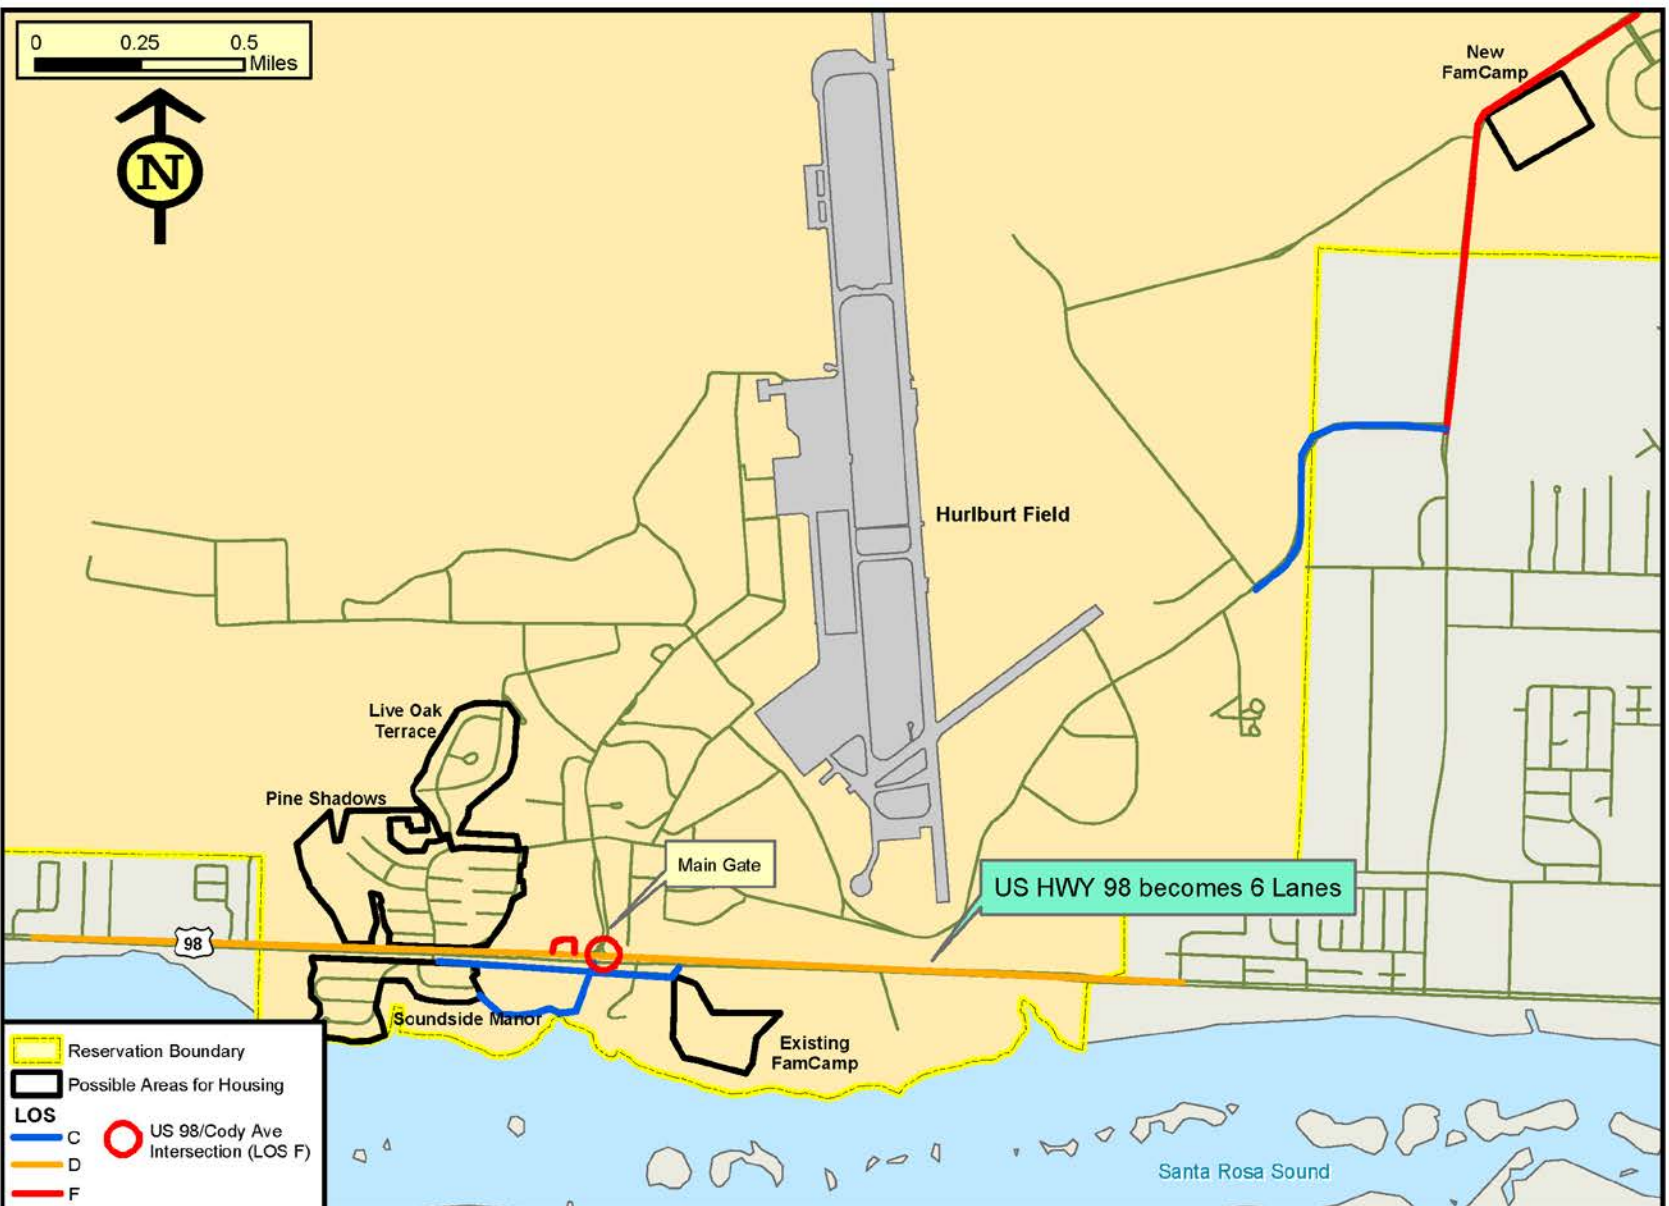 0 0.25 0.5
Miles
N
New
FamCamp
Hurlburt Field
Live Oak
Terrace
Pine Shadows
Main Gate
US HWY 98 becomes 6 Lanes
98
Soundside Manor
Existing
FamCamp
Reservation Boundary
Possible Areas for Housing
LOS
C
D
F
US 98/Cody Ave
Intersection (LOS F)
Santa Rosa Sound